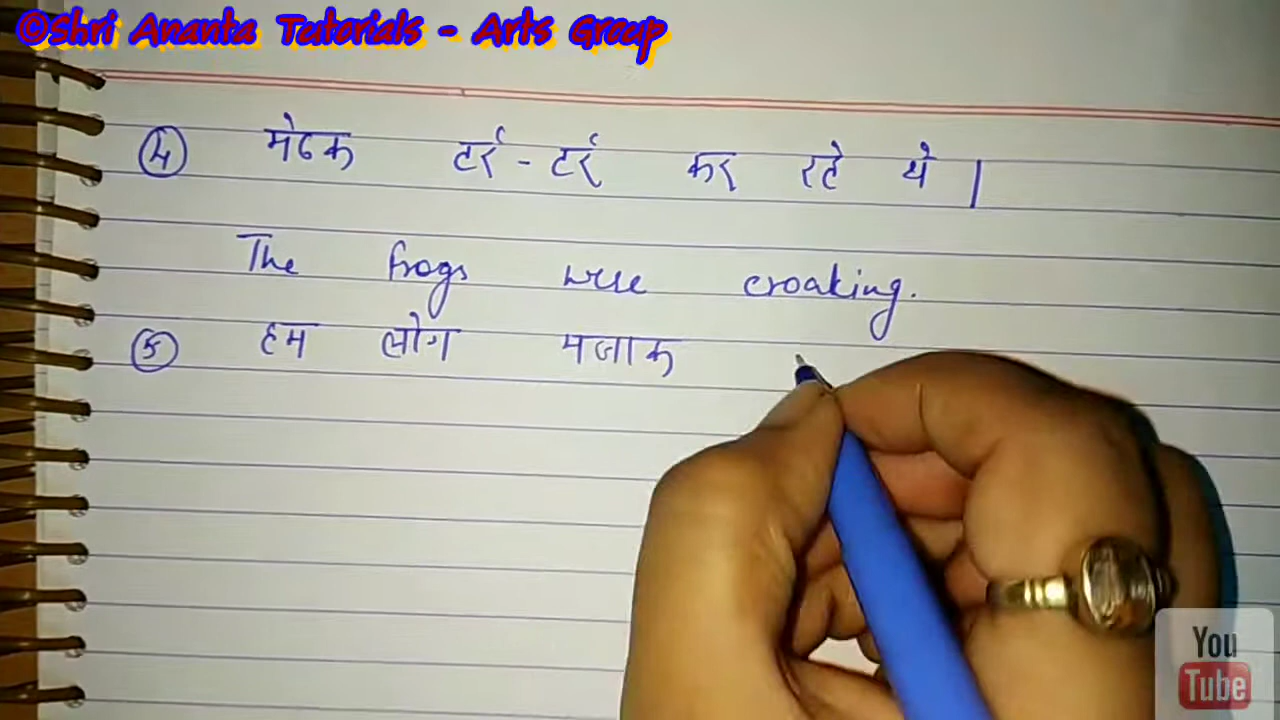 ©Shri Ananta Tutorials - Arts Group
④ मेढक टर्र-टर्र कर रहे थे |
The frogs were croaking.
⑤ हम लोग मजाक
You
Tube